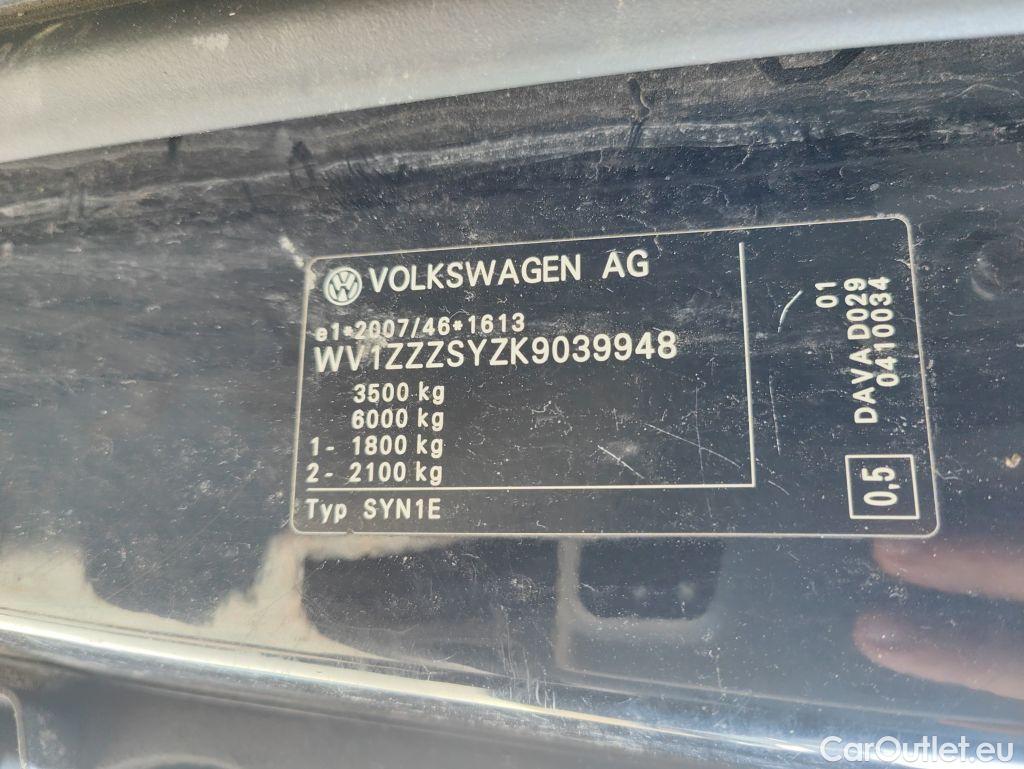 VOLKSWAGEN AG
e1*2007/46*1613
WV1ZZZSYZK9039948
3500 kg
6000 kg
1- 1800 kg
2- 2100 kg
Typ SYN1E
01
DAVA D029
0410034
0,5
CarOutlet.eu